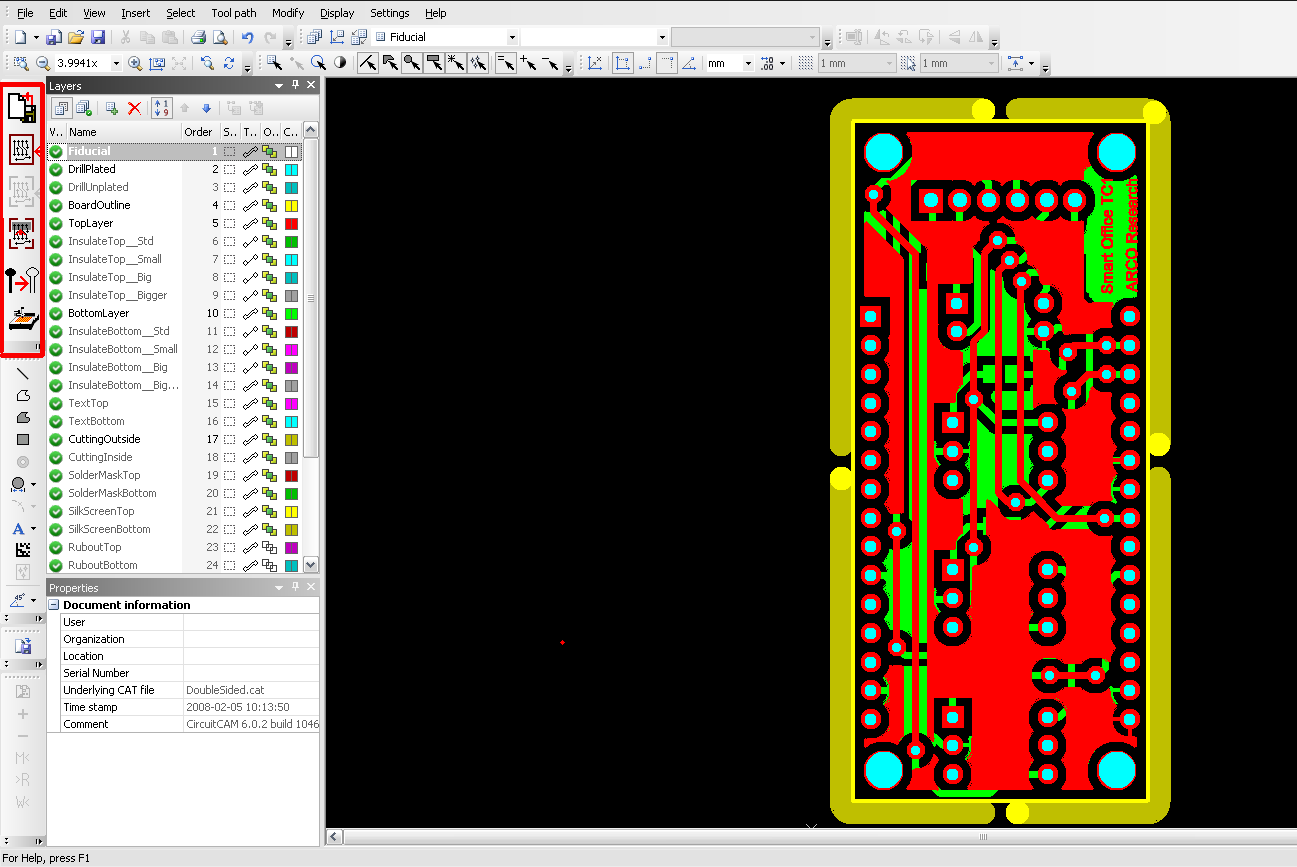 File Edit View Insert Select Tool path Modify Display Settings Help
Fiducial
3.9941x mm 1 mm 1 mm
Layers
V.. Name Order S.. T.. O.. C..
Fiducial 1
DrillPlated 2
DrillUnplated 3
BoardOutline 4
TopLayer 5
InsulateTop__Std 6
InsulateTop__Small 7
InsulateTop__Big 8
InsulateTop__Bigger 9
BottomLayer 10
InsulateBottom__Std 11
InsulateBottom__Small 12
InsulateBottom__Big 13
InsulateBottom__Big... 14
TextTop 15
TextBottom 16
CuttingOutside 17
CuttingInside 18
SolderMaskTop 19
SolderMaskBottom 20
SilkScreenTop 21
SilkScreenBottom 22
RuboutTop 23
RuboutBottom 24
Properties
Document information
User
Organization
Location
Serial Number
Underlying CAT file DoubleSided.cat
Time stamp 2008-02-05 10:13:50
Comment CircuitCAM 6.0.2 build 1046
Smart Office TC1
ARCO Research
A
45°
M<
>R
W<
For Help, press F1